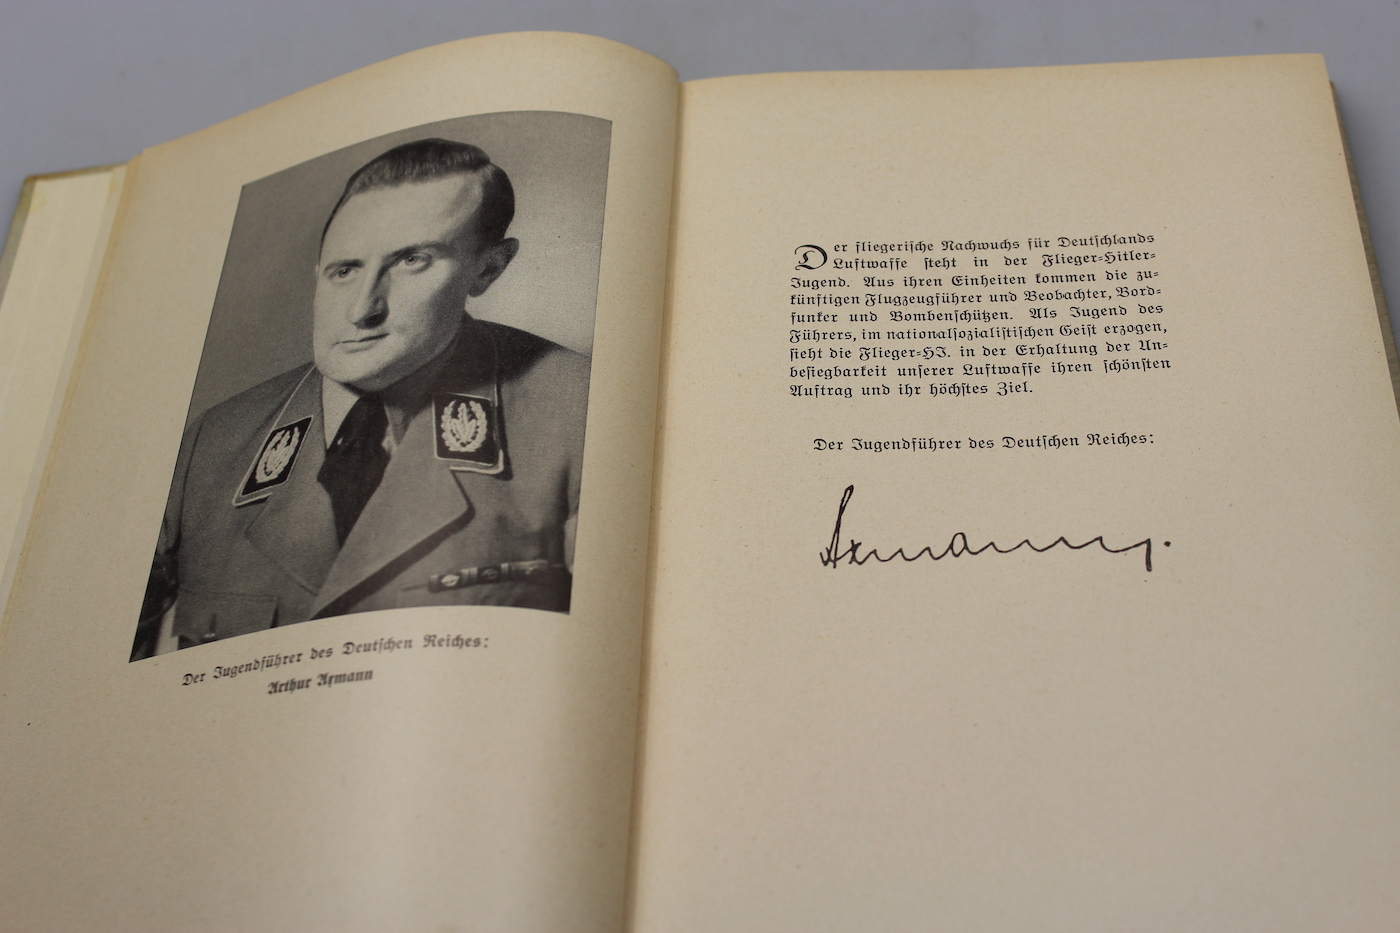 Der Jugendführer des Deutschen Reiches:
Arthur Axmann
Der fliegerische Nachwuchs für Deutschlands
Luftwaffe steht in der Flieger-Hitler-
Jugend. Aus ihren Einheiten kommen die zu-
künftigen Flugzeugführer und Beobachter, Bord-
funker und Bombenschützen. Als Jugend des
Führers, im nationalsozialistischen Geist erzogen,
sieht die Flieger-HJ. in der Erhaltung der Un-
besiegbarkeit unserer Luftwaffe ihren schönsten
Auftrag und ihr höchstes Ziel.
Der Jugendführer des Deutschen Reiches:
Axmann.